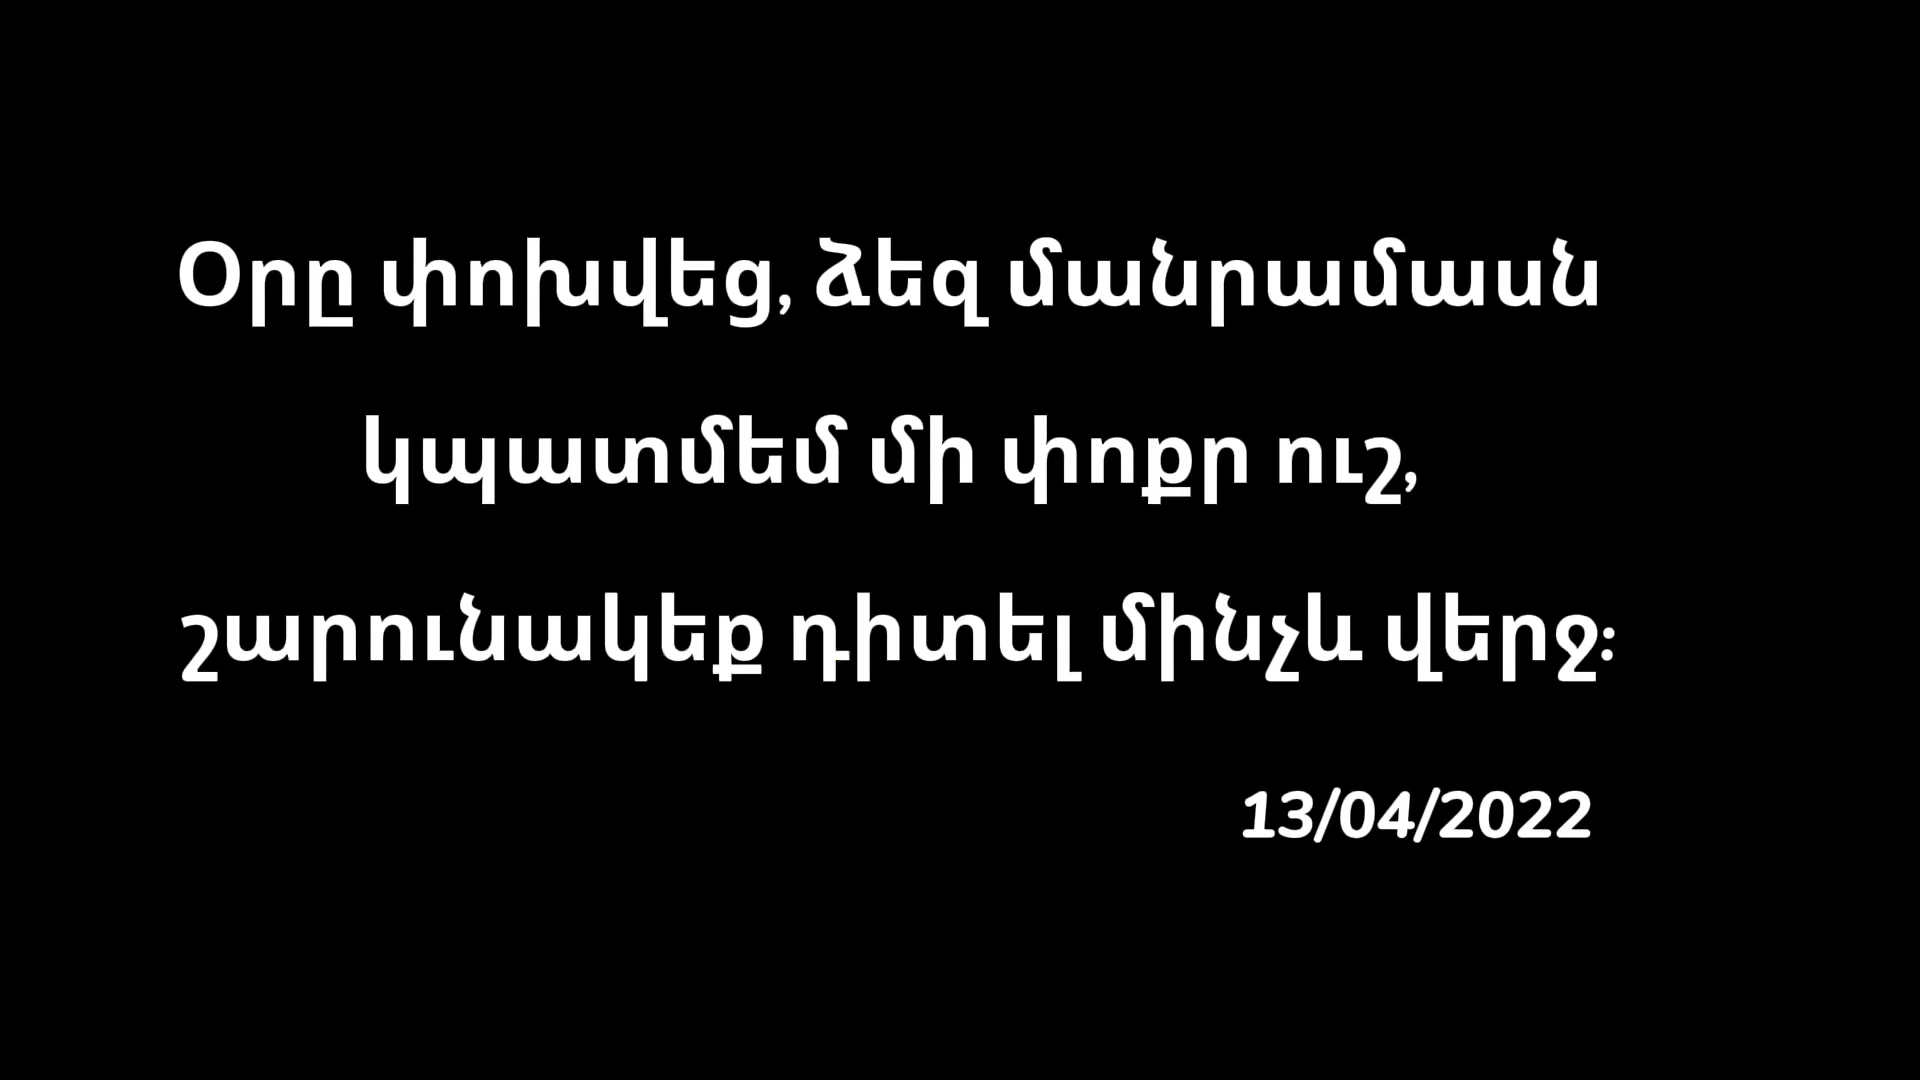 Օրը փոխվեց, ձեզ մանրամասն
կպատմեմ մի փոքր ուշ,
շարունակեք դիտել մինչև վերջ։
13/04/2022